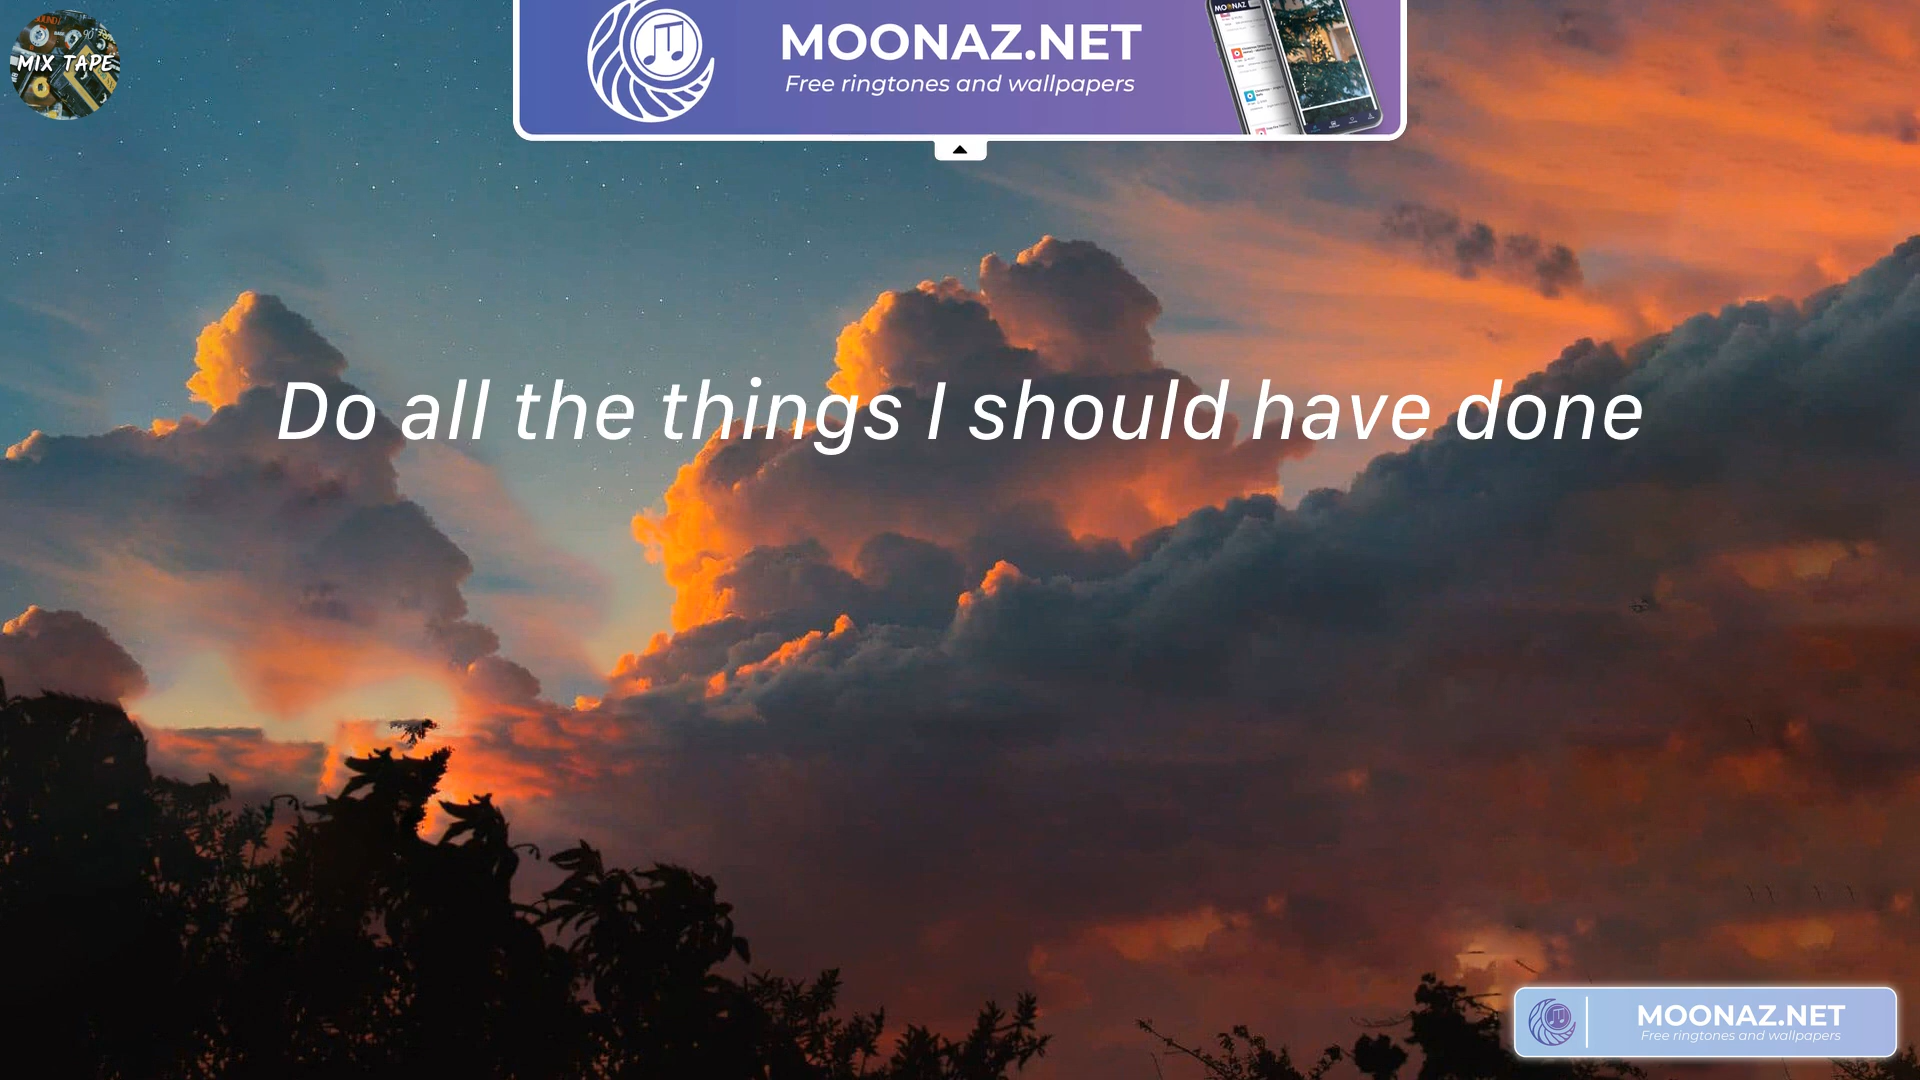 MIX TAPE
MOONAZ.NET
Free ringtones and wallpapers
Do all the things I should have done
MOONAZ.NET
Free ringtones and wallpapers